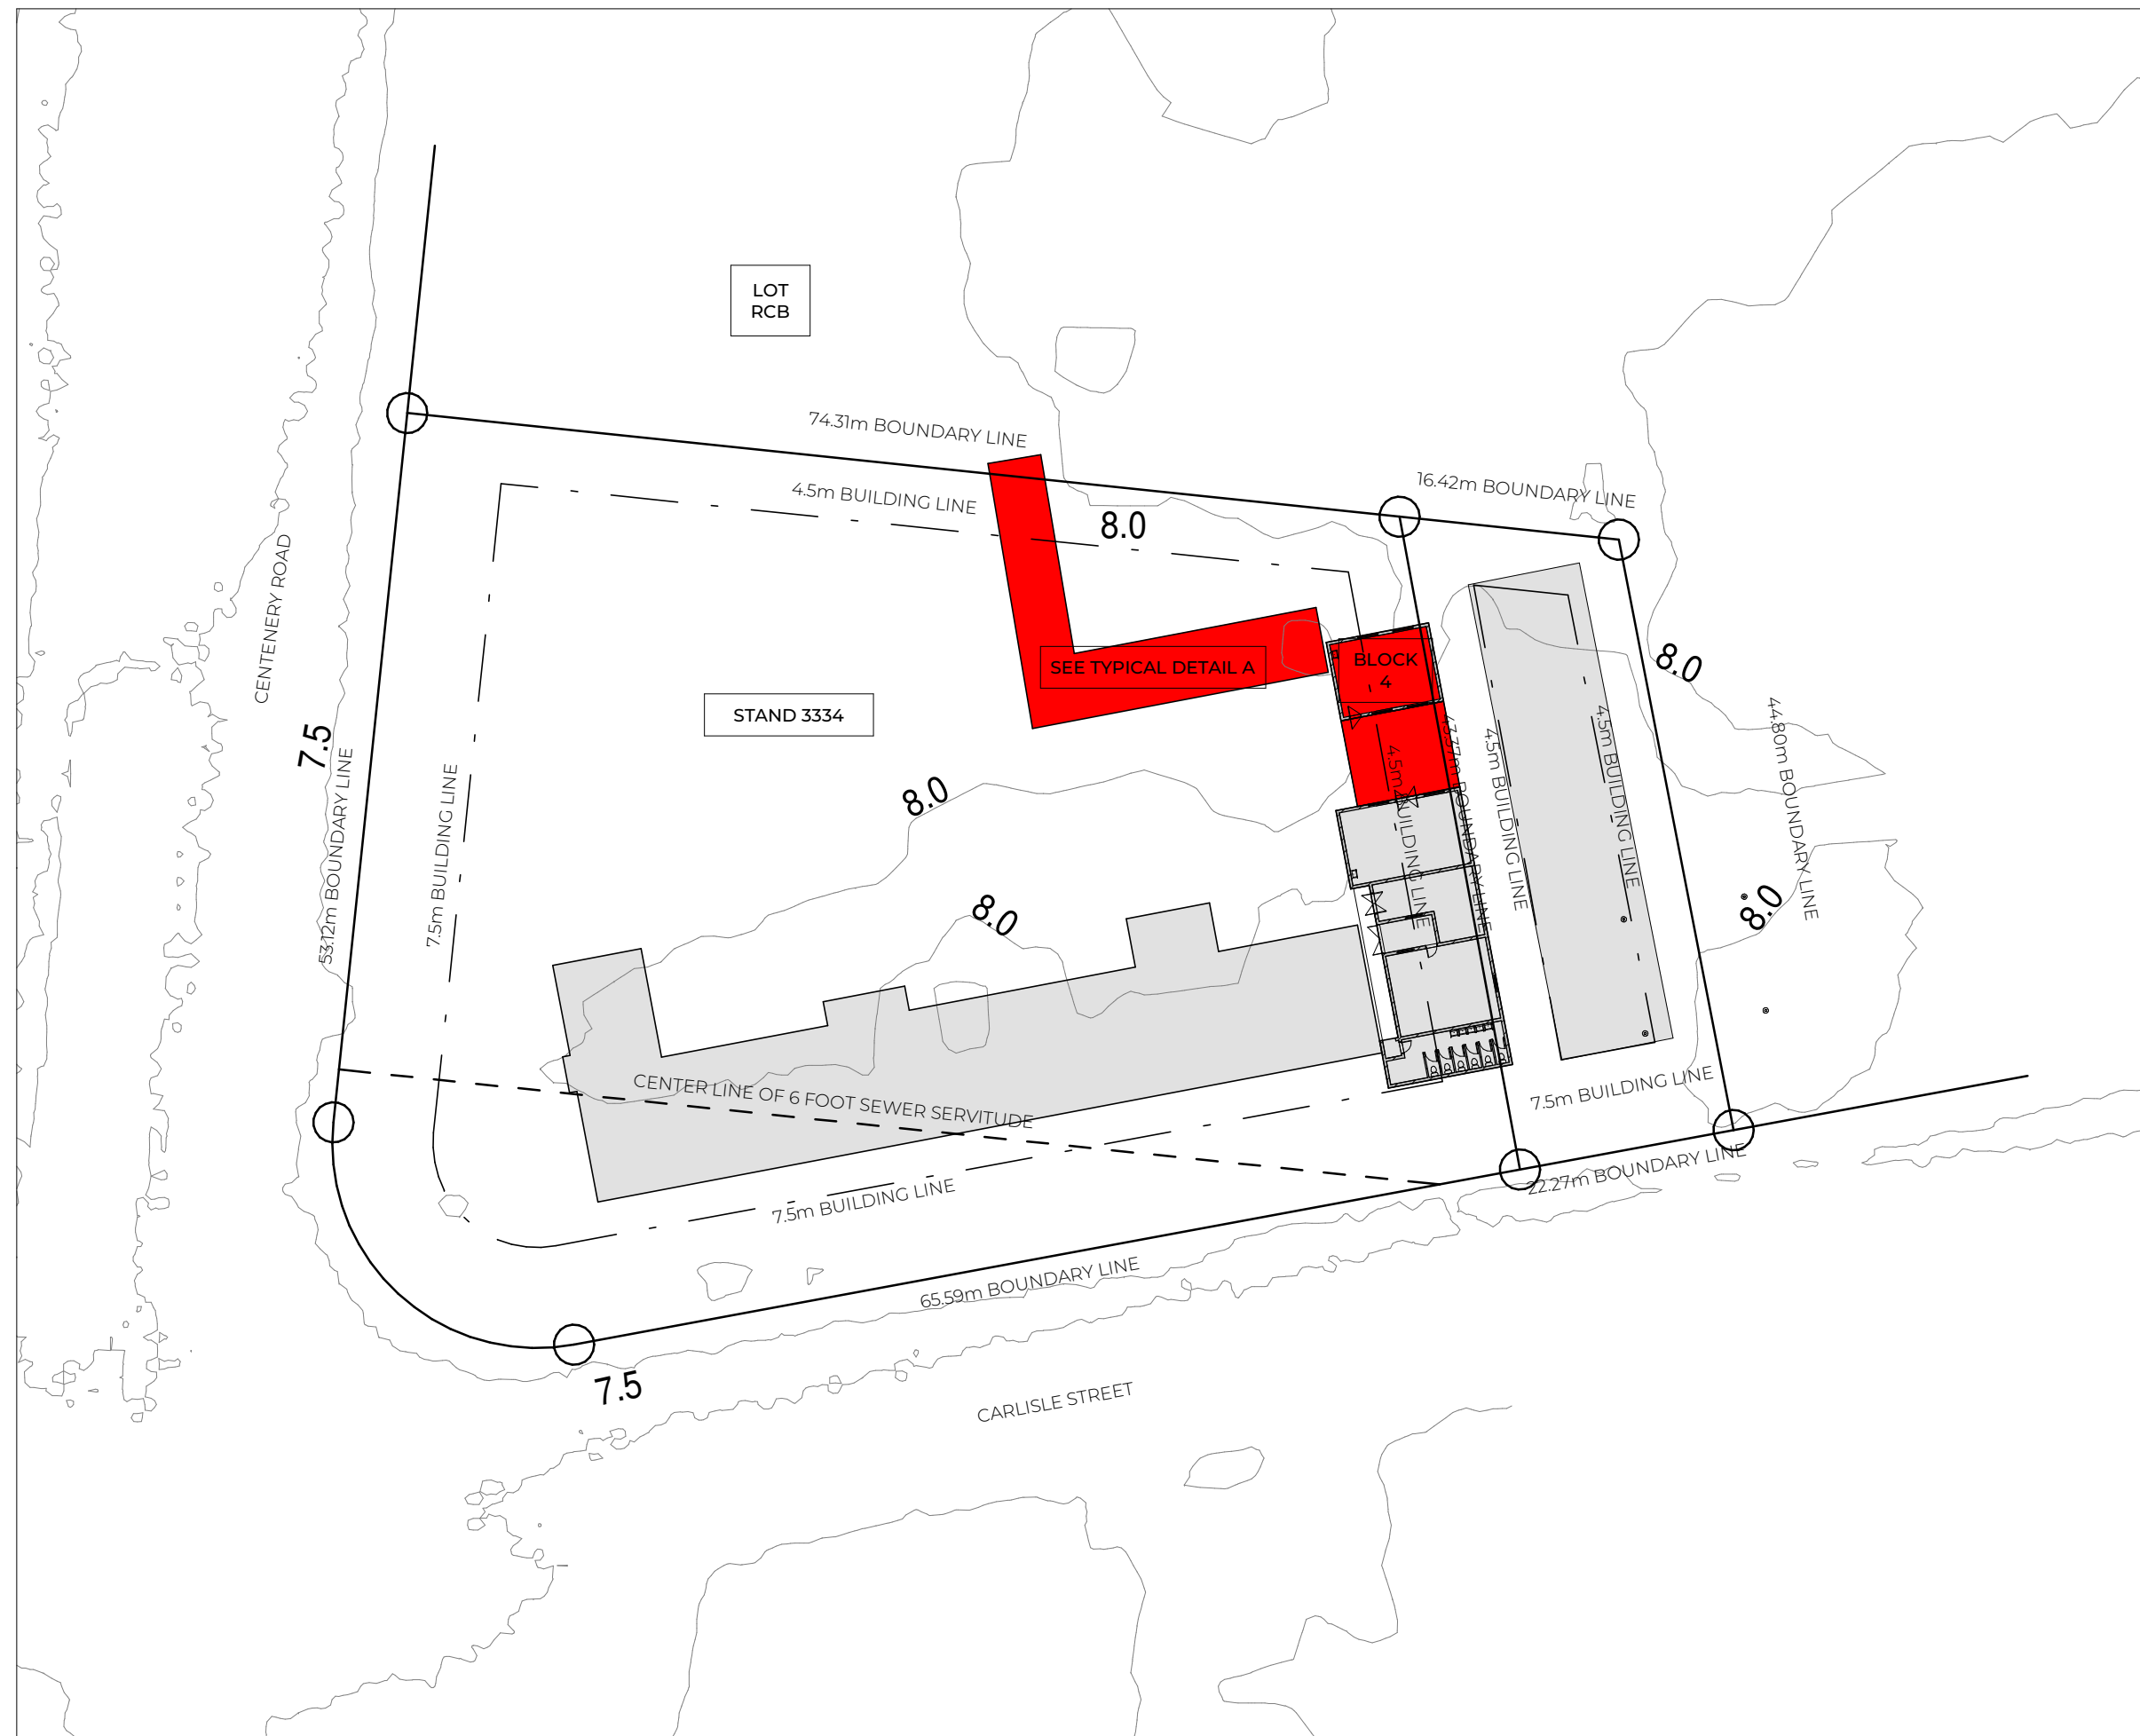 LOT
RCB
74.31m BOUNDARY LINE
16.42m BOUNDARY LINE
4.5m BUILDING LINE
8.0
CENTENERY ROAD
SEE TYPICAL DETAIL A
BLOCK
4
8.0
STAND 3334
7.5
53.12m BOUNDARY LINE
7.5m BUILDING LINE
8.0
4.5m BUILDING LINE
BOUNDARY LINE
4.5m BUILDING LINE
4.5m BUILDING LINE
44.80m BOUNDARY LINE
8.0
8.0
CENTER LINE OF 6 FOOT SEWER SERVITUDE
7.5m BUILDING LINE
7.5m BUILDING LINE
22.27m BOUNDARY LINE
65.59m BOUNDARY LINE
7.5
CARLISLE STREET